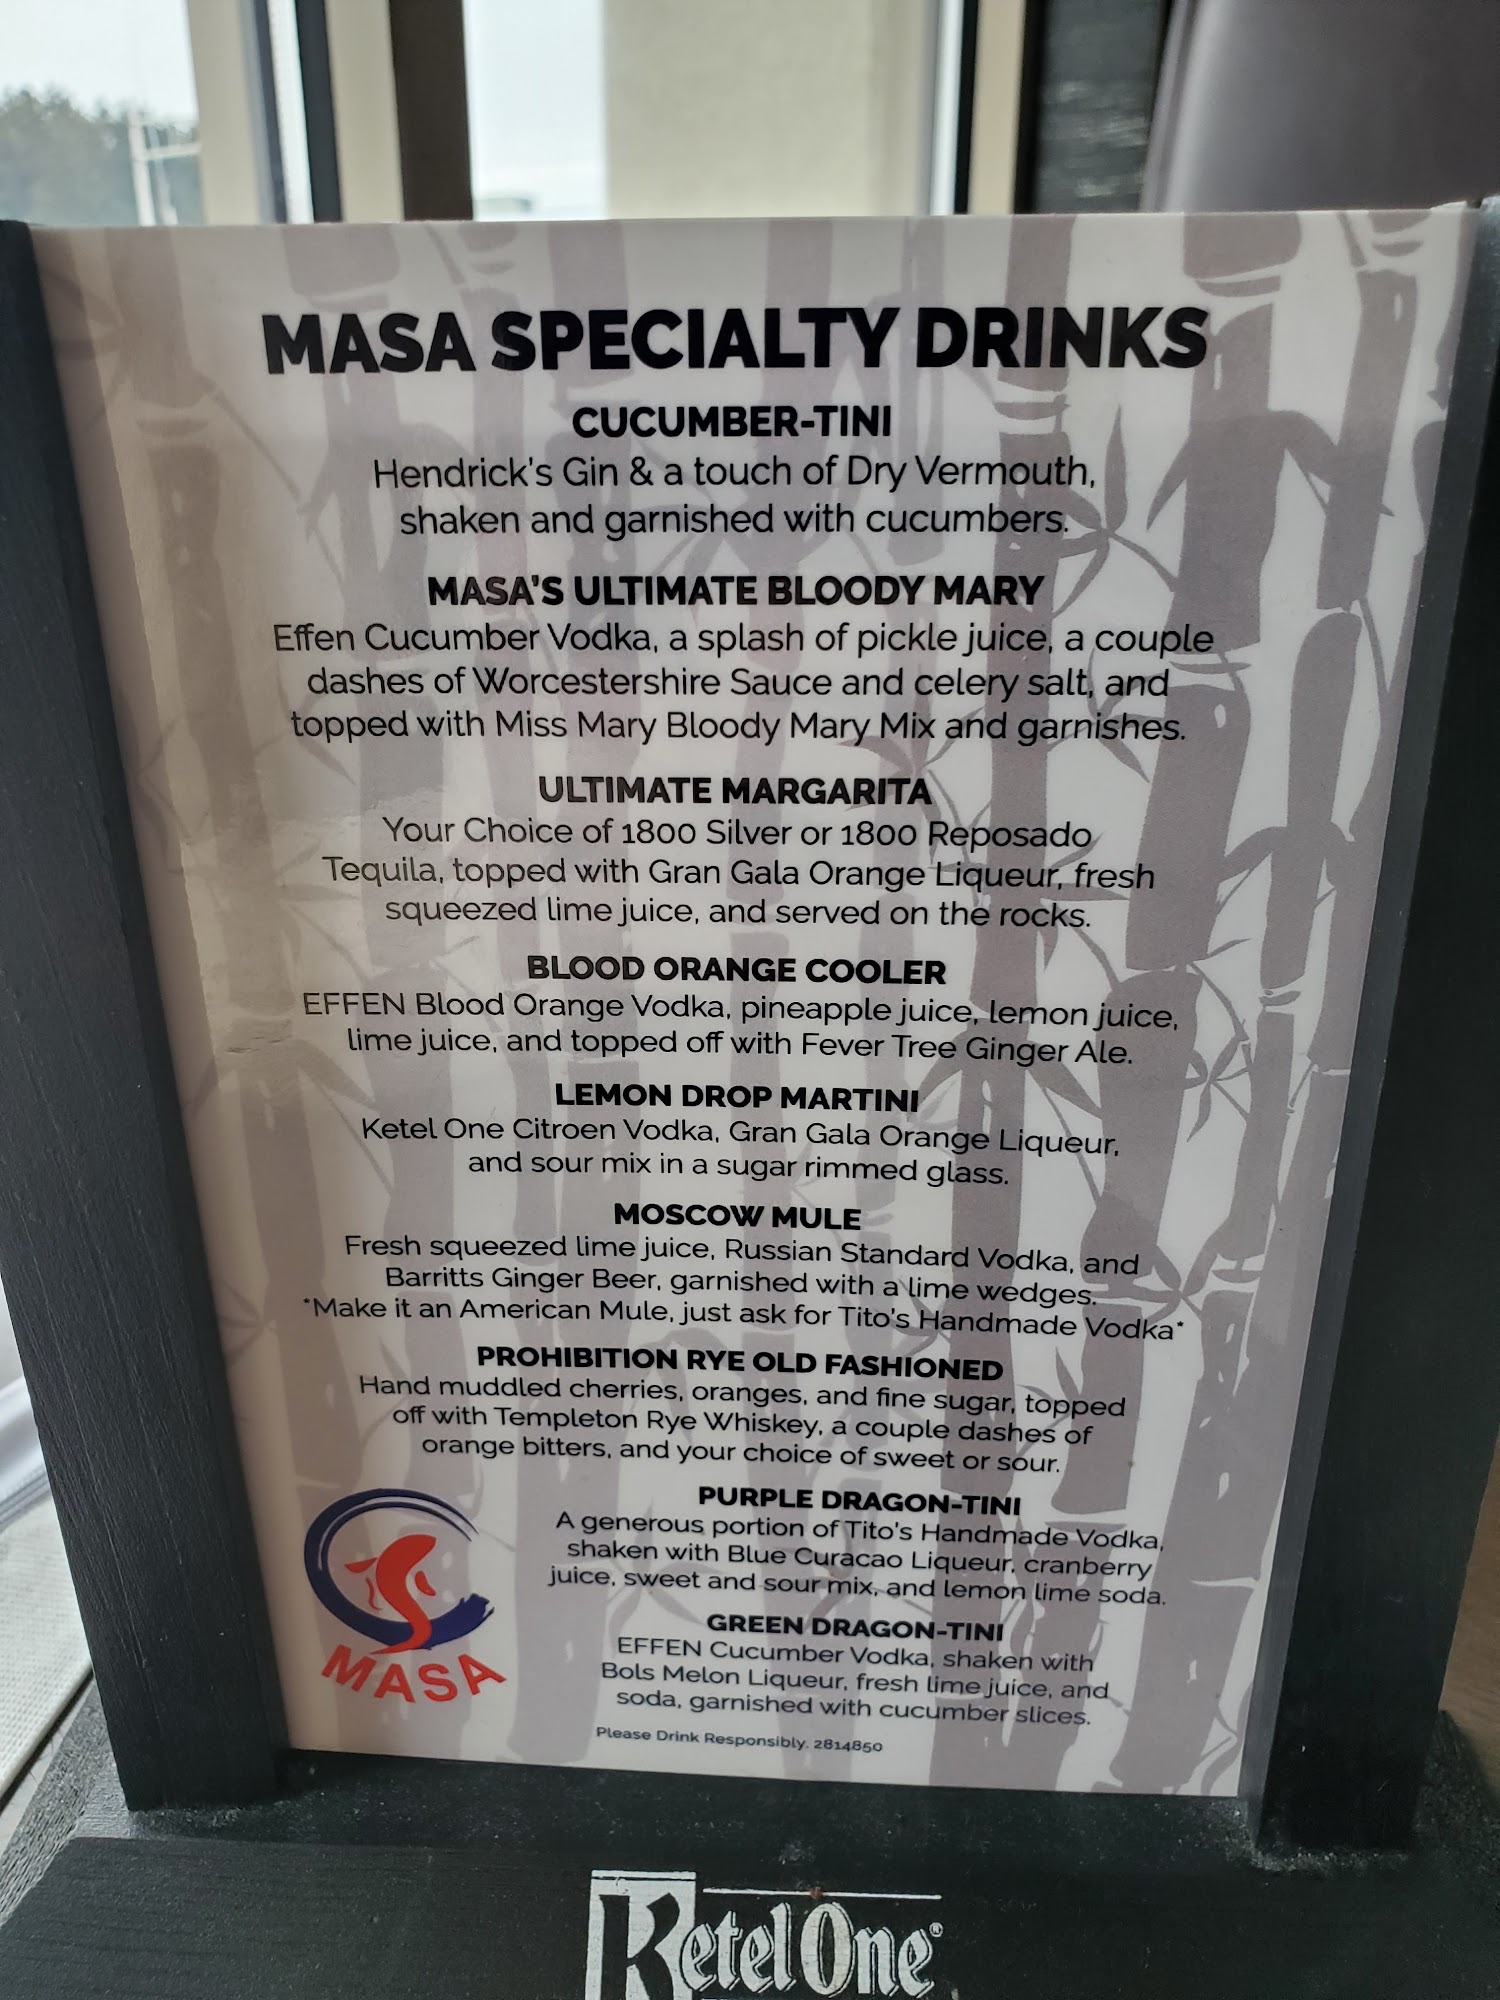 MASA SPECIALTY DRINKS
CUCUMBER-TINI
Hendrick's Gin & a touch of Dry Vermouth,
shaken and garnished with cucumbers.
MASA'S ULTIMATE BLOODY MARY
Effen Cucumber Vodka, a splash of pickle juice, a couple
dashes of Worcestershire Sauce and celery salt, and
topped with Miss Mary Bloody Mary Mix and garnishes.
ULTIMATE MARGARITA
Your Choice of 1800 Silver or 1800 Reposado
Tequila, topped with Gran Gala Orange Liqueur, fresh
squeezed lime juice, and served on the rocks.
BLOOD ORANGE COOLER
EFFEN Blood Orange Vodka, pineapple juice, lemon juice,
lime juice, and topped off with Fever Tree Ginger Ale.
LEMON DROP MARTINI
Ketel One Citroen Vodka, Gran Gala Orange Liqueur,
and sour mix in a sugar rimmed glass.
MOSCOW MULE
Fresh squeezed lime juice, Russian Standard Vodka, and
Barritts Ginger Beer, garnished with a lime wedges.
*Make it an American Mule, just ask for Tito's Handmade Vodka*
PROHIBITION RYE OLD FASHIONED
Hand muddled cherries, oranges, and fine sugar, topped
off with Templeton Rye Whiskey, a couple dashes of
orange bitters, and your choice of sweet or sour.
PURPLE DRAGON-TINI
A generous portion of Tito's Handmade Vodka,
shaken with Blue Curacao Liqueur, cranberry
juice, sweet and sour mix, and lemon lime soda.
GREEN DRAGON-TINI
EFFEN Cucumber Vodka, shaken with
Bols Melon Liqueur, fresh lime juice, and
soda, garnished with cucumber slices.
MASA
Please Drink Responsibly. 2814850
Ketel One®